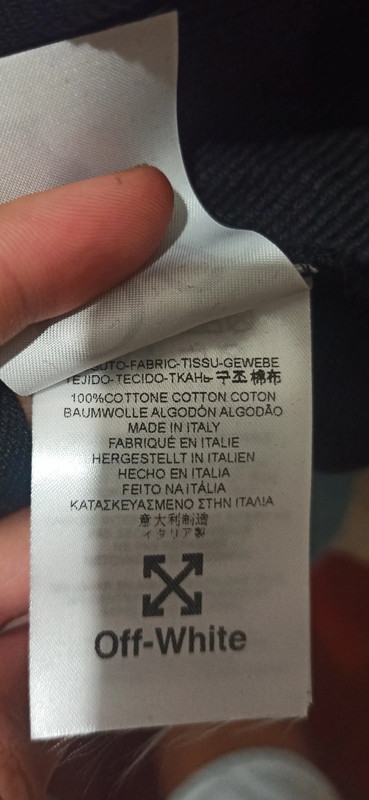 TESSUTO-FABRIC-TISSU-GEWEBE
TEJIDO-TECIDO-ТКАНЬ-구조 棉布
100%COTTONE COTTON COTON
BAUMWOLLE ALGODÓN ALGODÃO
MADE IN ITALY
FABRIQUÉ EN ITALIE
HERGESTELLT IN ITALIEN
HECHO EN ITALIA
FEITO NA ITÁLIA
ΚΑΤΑΣΚΕΥΑΣΜΕΝΟ ΣΤΗΝ ΙΤΑΛΙΑ
意大利制造
イタリア製
Off-White